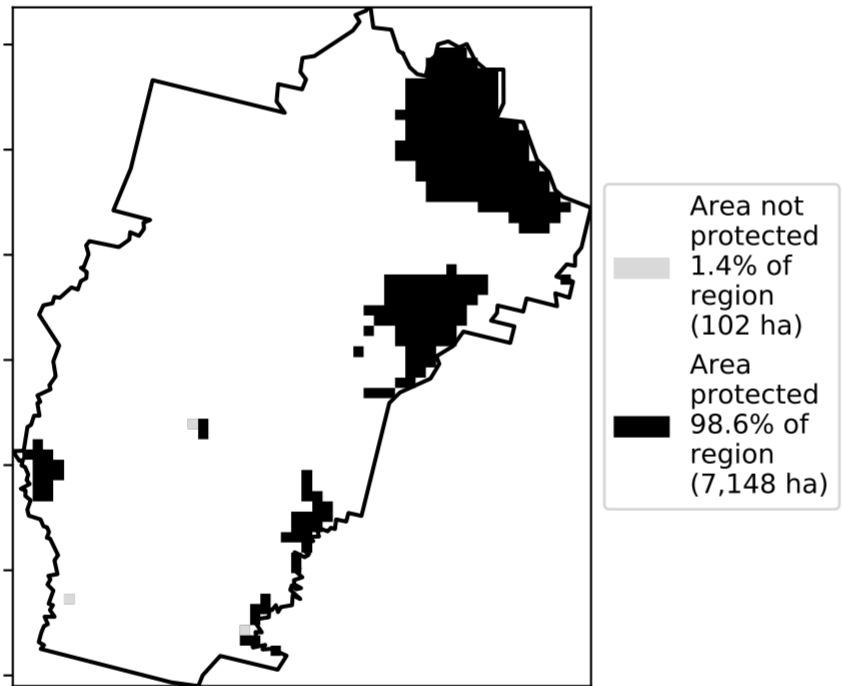 Area not
protected
1.4% of
region
(102 ha)
Area
protected
98.6% of
region
(7,148 ha)